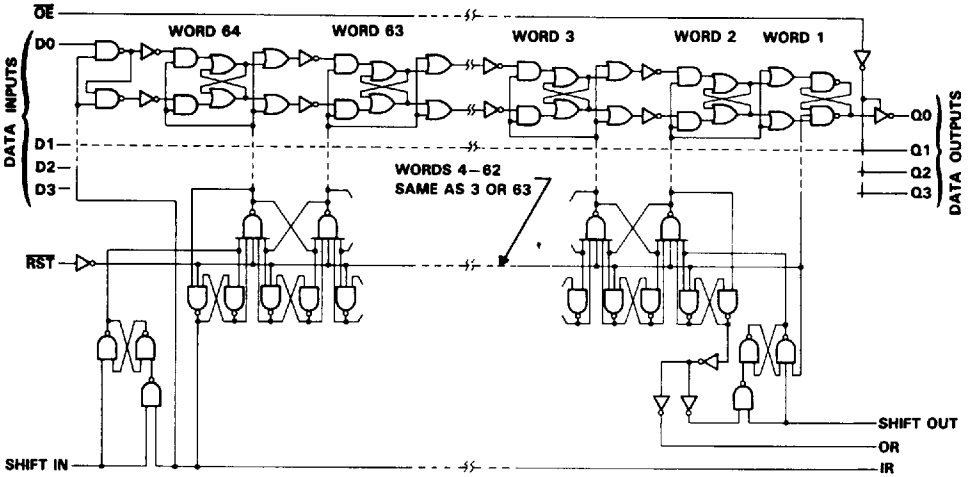 OE
D0
WORD 64
WORD 63
WORD 3
WORD 2
WORD 1
DATA INPUTS
Q0
D1
Q1
D2
Q2
D3
Q3
DATA OUTPUTS
WORDS 4–62
SAME AS 3 OR 63
RST
SHIFT OUT
OR
SHIFT IN
IR